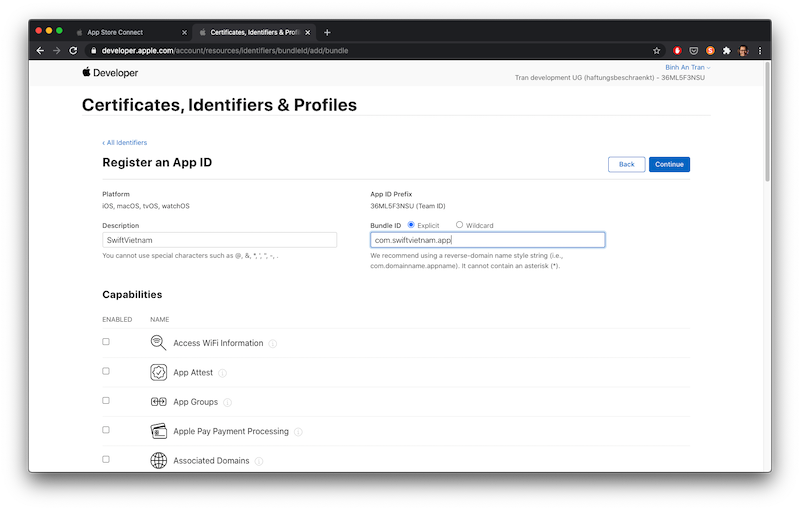 App Store Connect
Certificates, Identifiers & Profi
developer.apple.com/account/resources/identifiers/bundleId/add/bundle
Developer
Binh An Tran
Tran development UG (haftungsbeschraenkt) - 36ML5F3NSU
Certificates, Identifiers & Profiles
‹ All Identifiers
Register an App ID
Back
Continue
Platform
App ID Prefix
iOS, macOS, tvOS, watchOS
36ML5F3NSU (Team ID)
Description
Bundle ID Explicit Wildcard
SwiftVietnam
com.swiftvietnam.app
You cannot use special characters such as @, &, *, ', ", -, .
We recommend using a reverse-domain name style string (i.e.,
com.domainname.appname). It cannot contain an asterisk (*).
Capabilities
ENABLED
NAME
Access WiFi Information
App Attest
App Groups
Apple Pay Payment Processing
Associated Domains